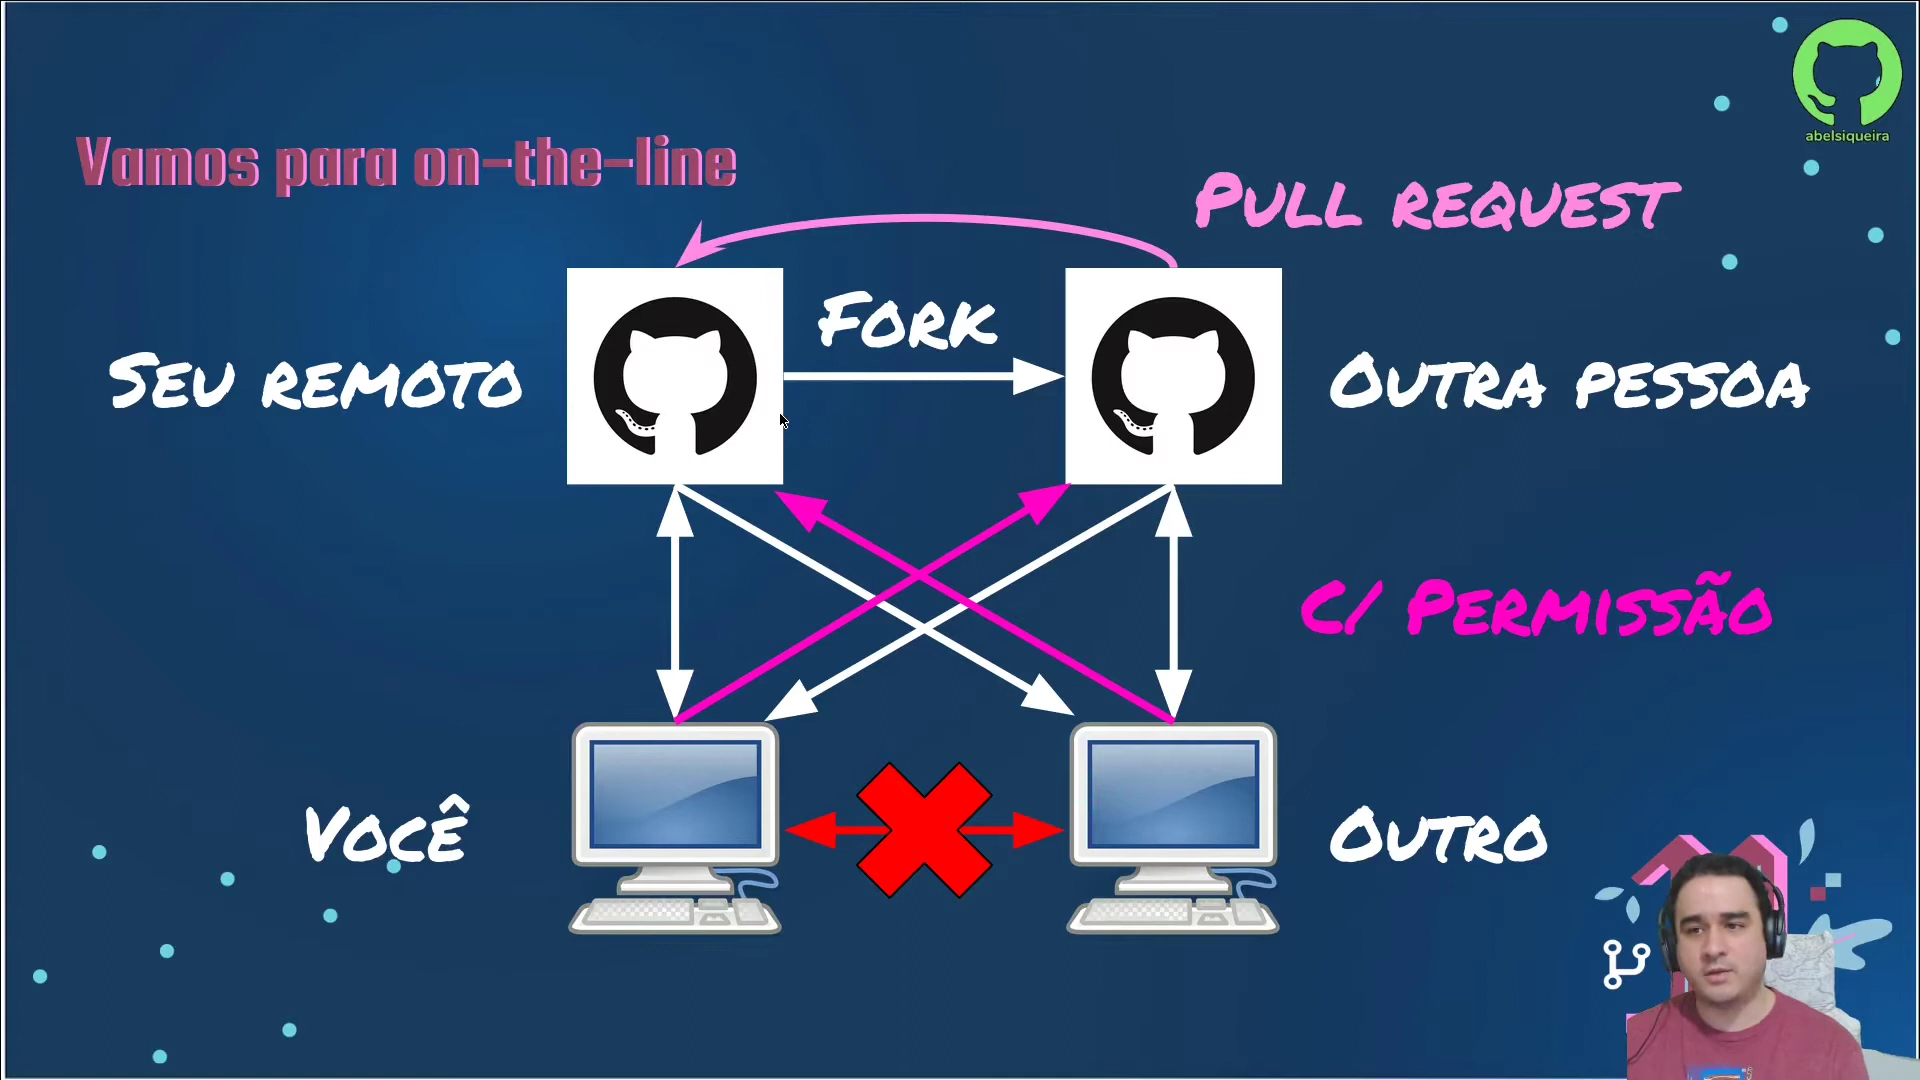 abelsiqueira
Vamos para on-the-line
Pull request
Fork
Seu remoto
Outra pessoa
C/ Permissão
Você
Outro